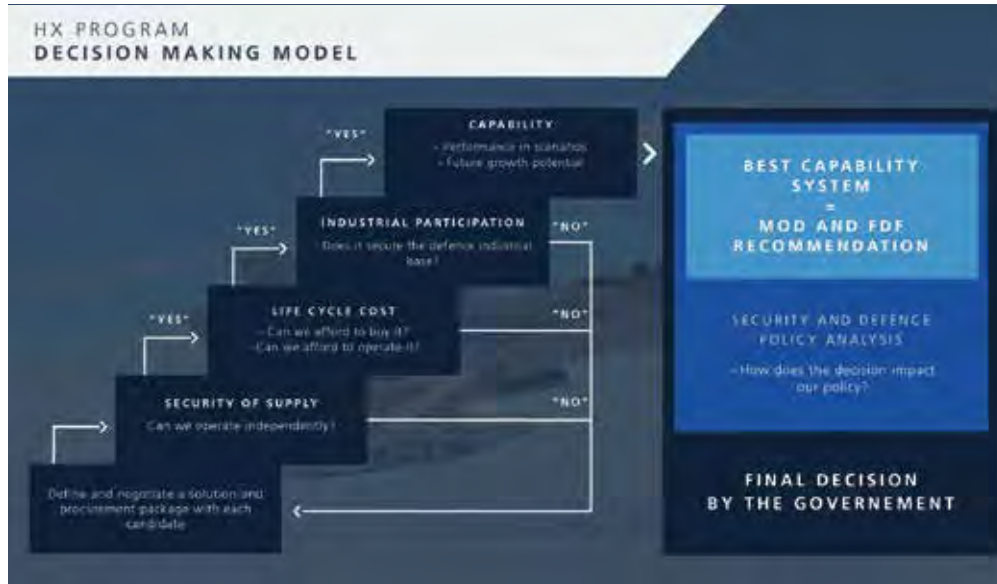 HX PROGRAM
DECISION MAKING MODEL
"YES"
CAPABILITY
- Performance in scenarios
- Future growth potential
"YES"
INDUSTRIAL PARTICIPATION
Does it secure the defence industrial
base?
"NO"
"YES"
LIFE CYCLE COST
- Can we afford to buy it?
- Can we afford to operate it?
"NO"
"YES"
SECURITY OF SUPPLY
Can we operate independently?
"NO"
Define and negotiate a solution and
procurement package with each
candidate
BEST CAPABILITY
SYSTEM
=
MOD AND FDF
RECOMMENDATION
SECURITY AND DEFENCE
POLICY ANALYSIS
- How does the decision impact
our policy?
FINAL DECISION
BY THE GOVERNEMENT